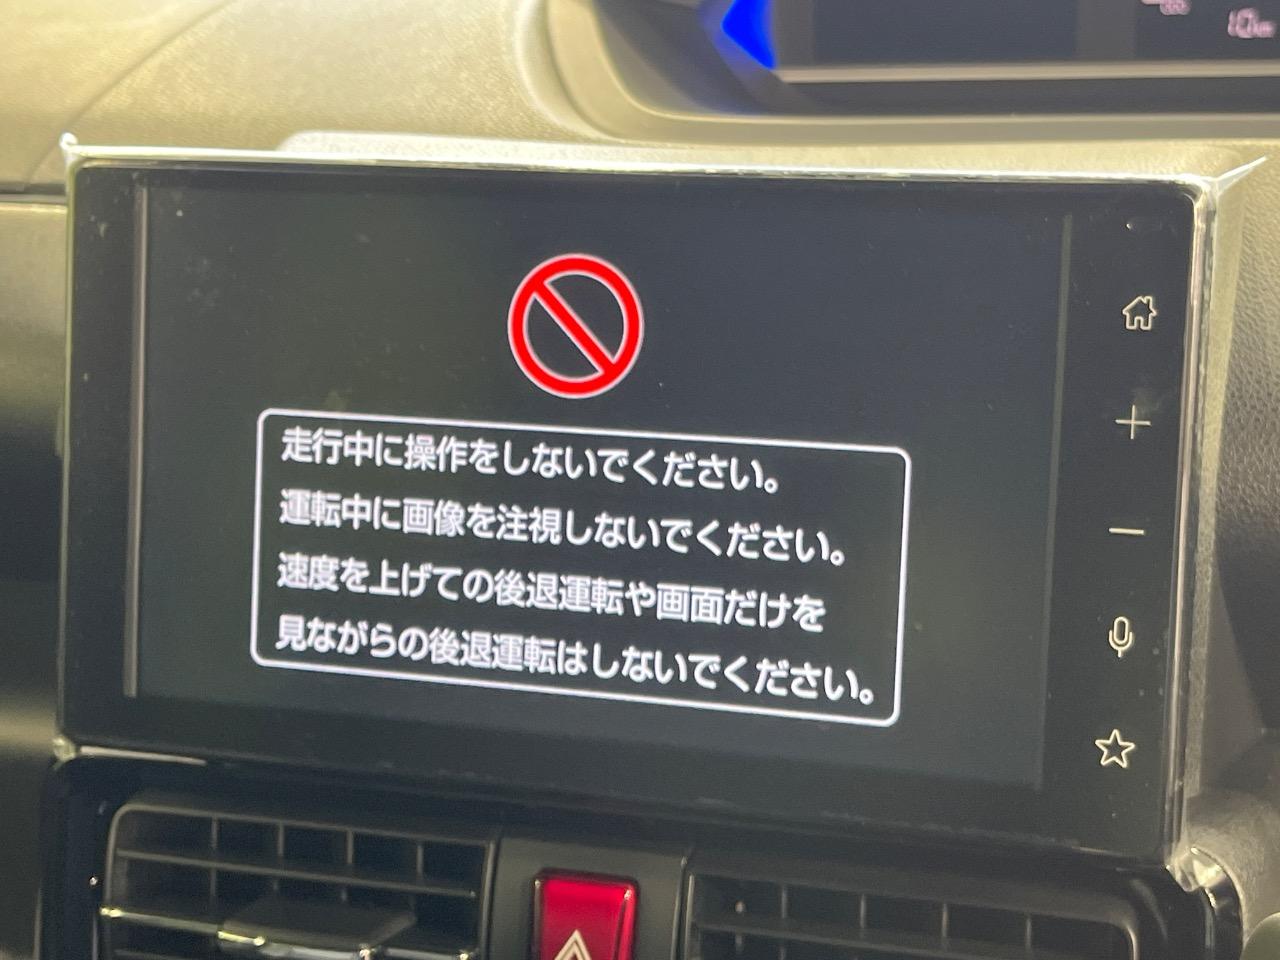 10km
走行中に操作をしないでください。
運転中に画像を注視しないでください。
速度を上げての後退運転や画面だけを
見ながらの後退運転はしないでください。